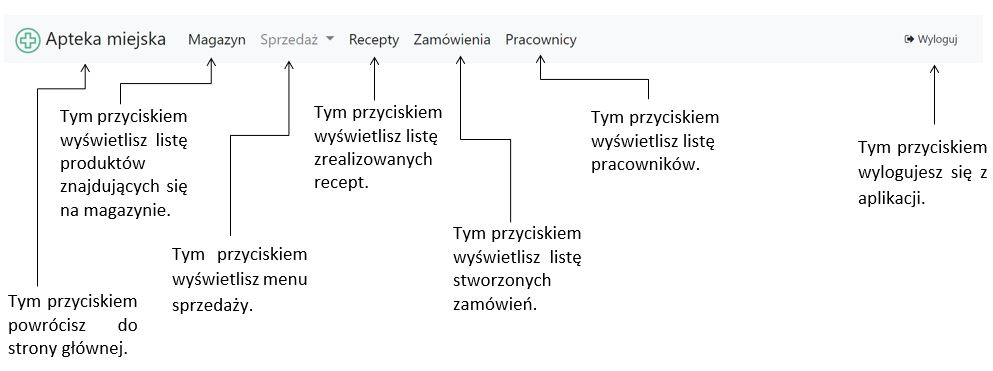 Apteka miejska Magazyn Sprzedaż Recepty Zamówienia Pracownicy Wyloguj
Tym przyciskiem
wyświetlisz listę
produktów
znajdujących się
na magazynie.
Tym przyciskiem
wyświetlisz listę
zrealizowanych
recept.
Tym przyciskiem
wyświetlisz listę
pracowników.
Tym przyciskiem
wylogujesz się z
aplikacji.
Tym przyciskiem
wyświetlisz menu
sprzedaży.
Tym przyciskiem
wyświetlisz listę
stworzonych
zamówień.
Tym przyciskiem
powrócisz do
strony głównej.